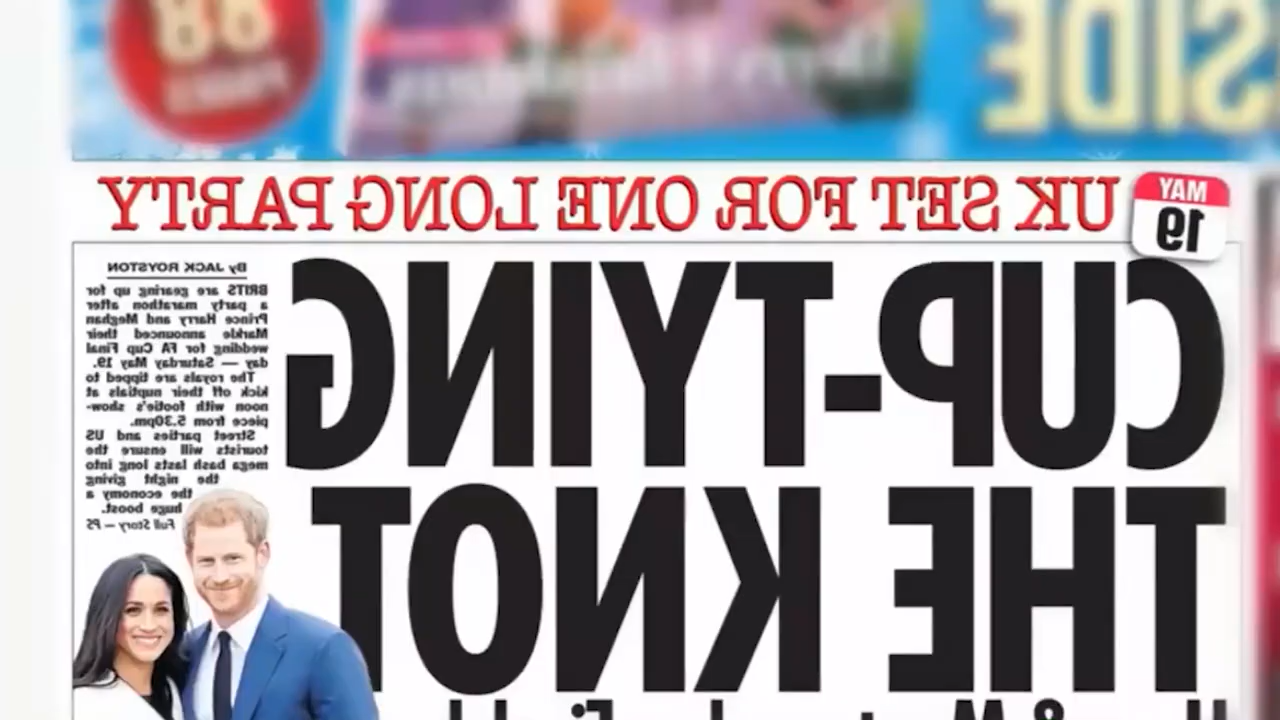 88
SIDE
MAY
19
UK SET FOR ONE LONG PARTY
CUP-TYING
THE KNOT
By JACK ROYSTON
BRITS are gearing up for
a party marathon after
Prince Harry and Meghan
Markle announced their
wedding for FA Cup Final
day — Saturday May 19.
The royals are tipped to
kick off their nuptials at
noon with footie's show-
piece from 5.30pm.
Street parties and US
tourists will ensure the
mega bash lasts long into
the night giving
the economy a
huge boost.
Full Story — P5